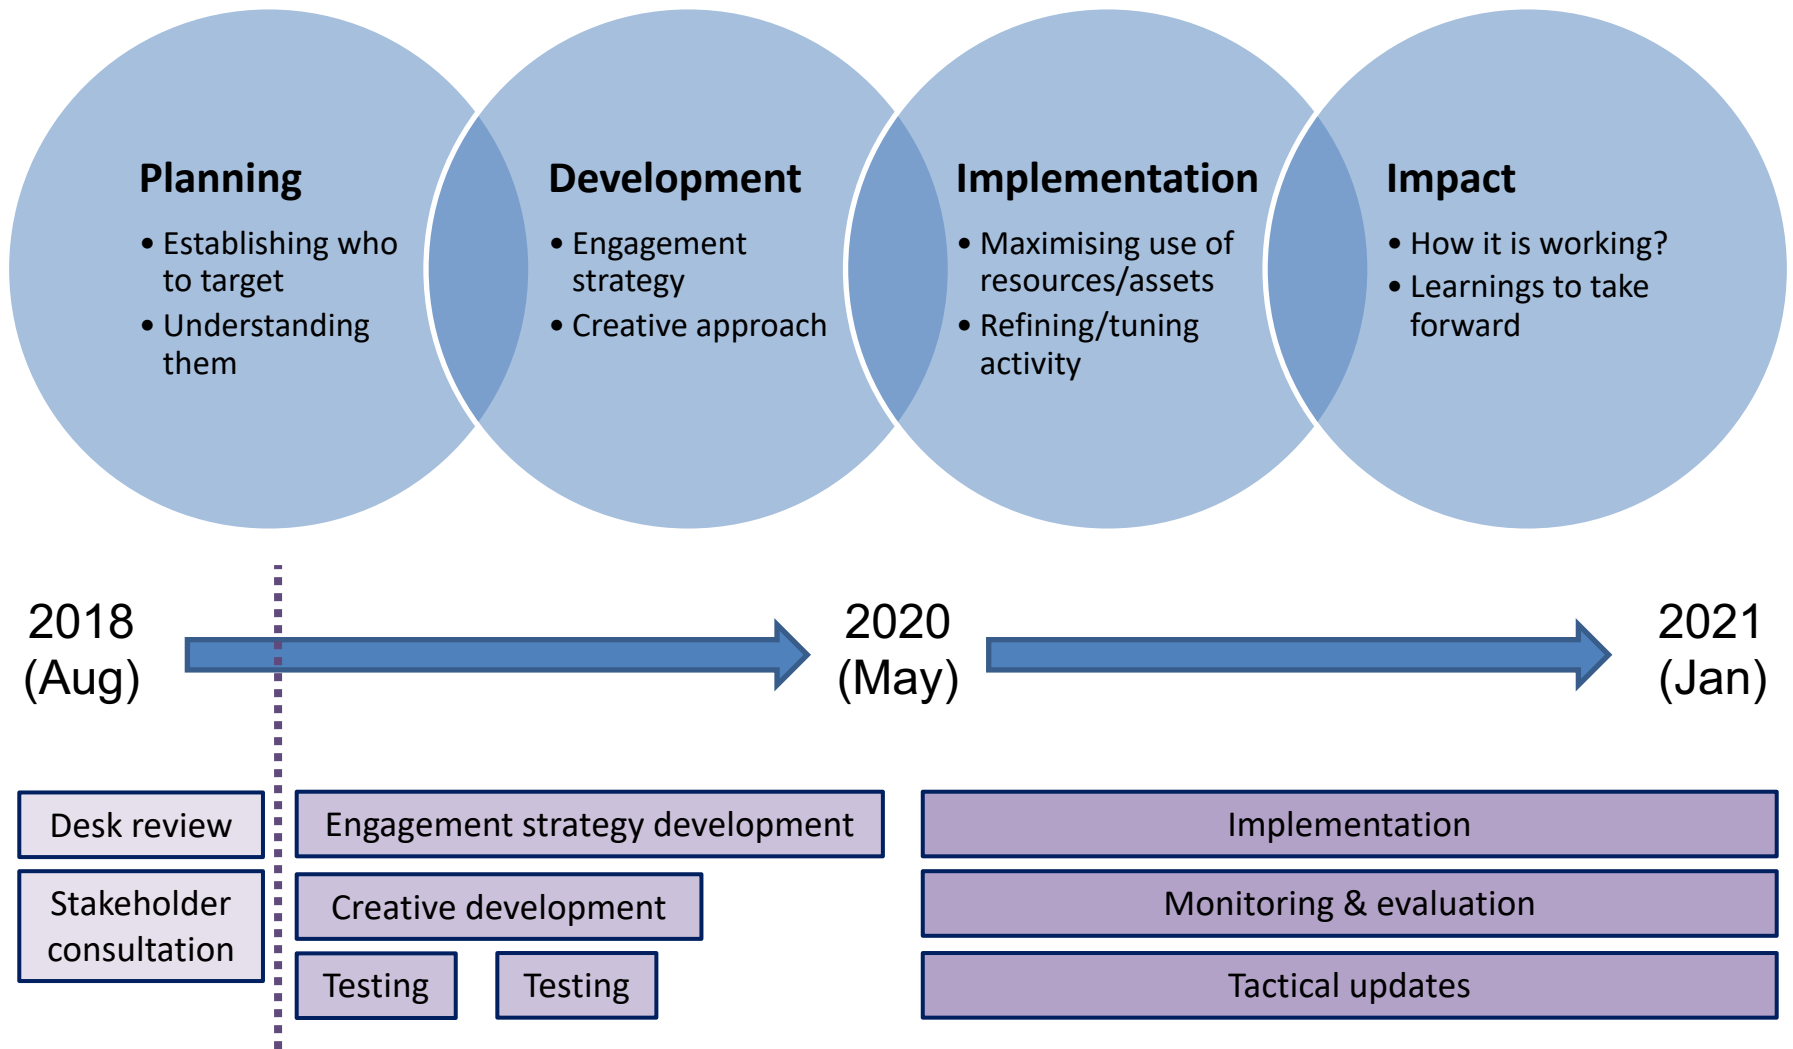 Planning
• Establishing who
to target
• Understanding
them
Development
• Engagement
strategy
• Creative approach
Implementation
• Maximising use of
resources/assets
• Refining/tuning
activity
Impact
• How it is working?
• Learnings to take
forward
2018
(Aug)
2020
(May)
2021
(Jan)
Desk review
Stakeholder
consultation
Engagement strategy development
Creative development
Testing
Testing
Implementation
Monitoring & evaluation
Tactical updates